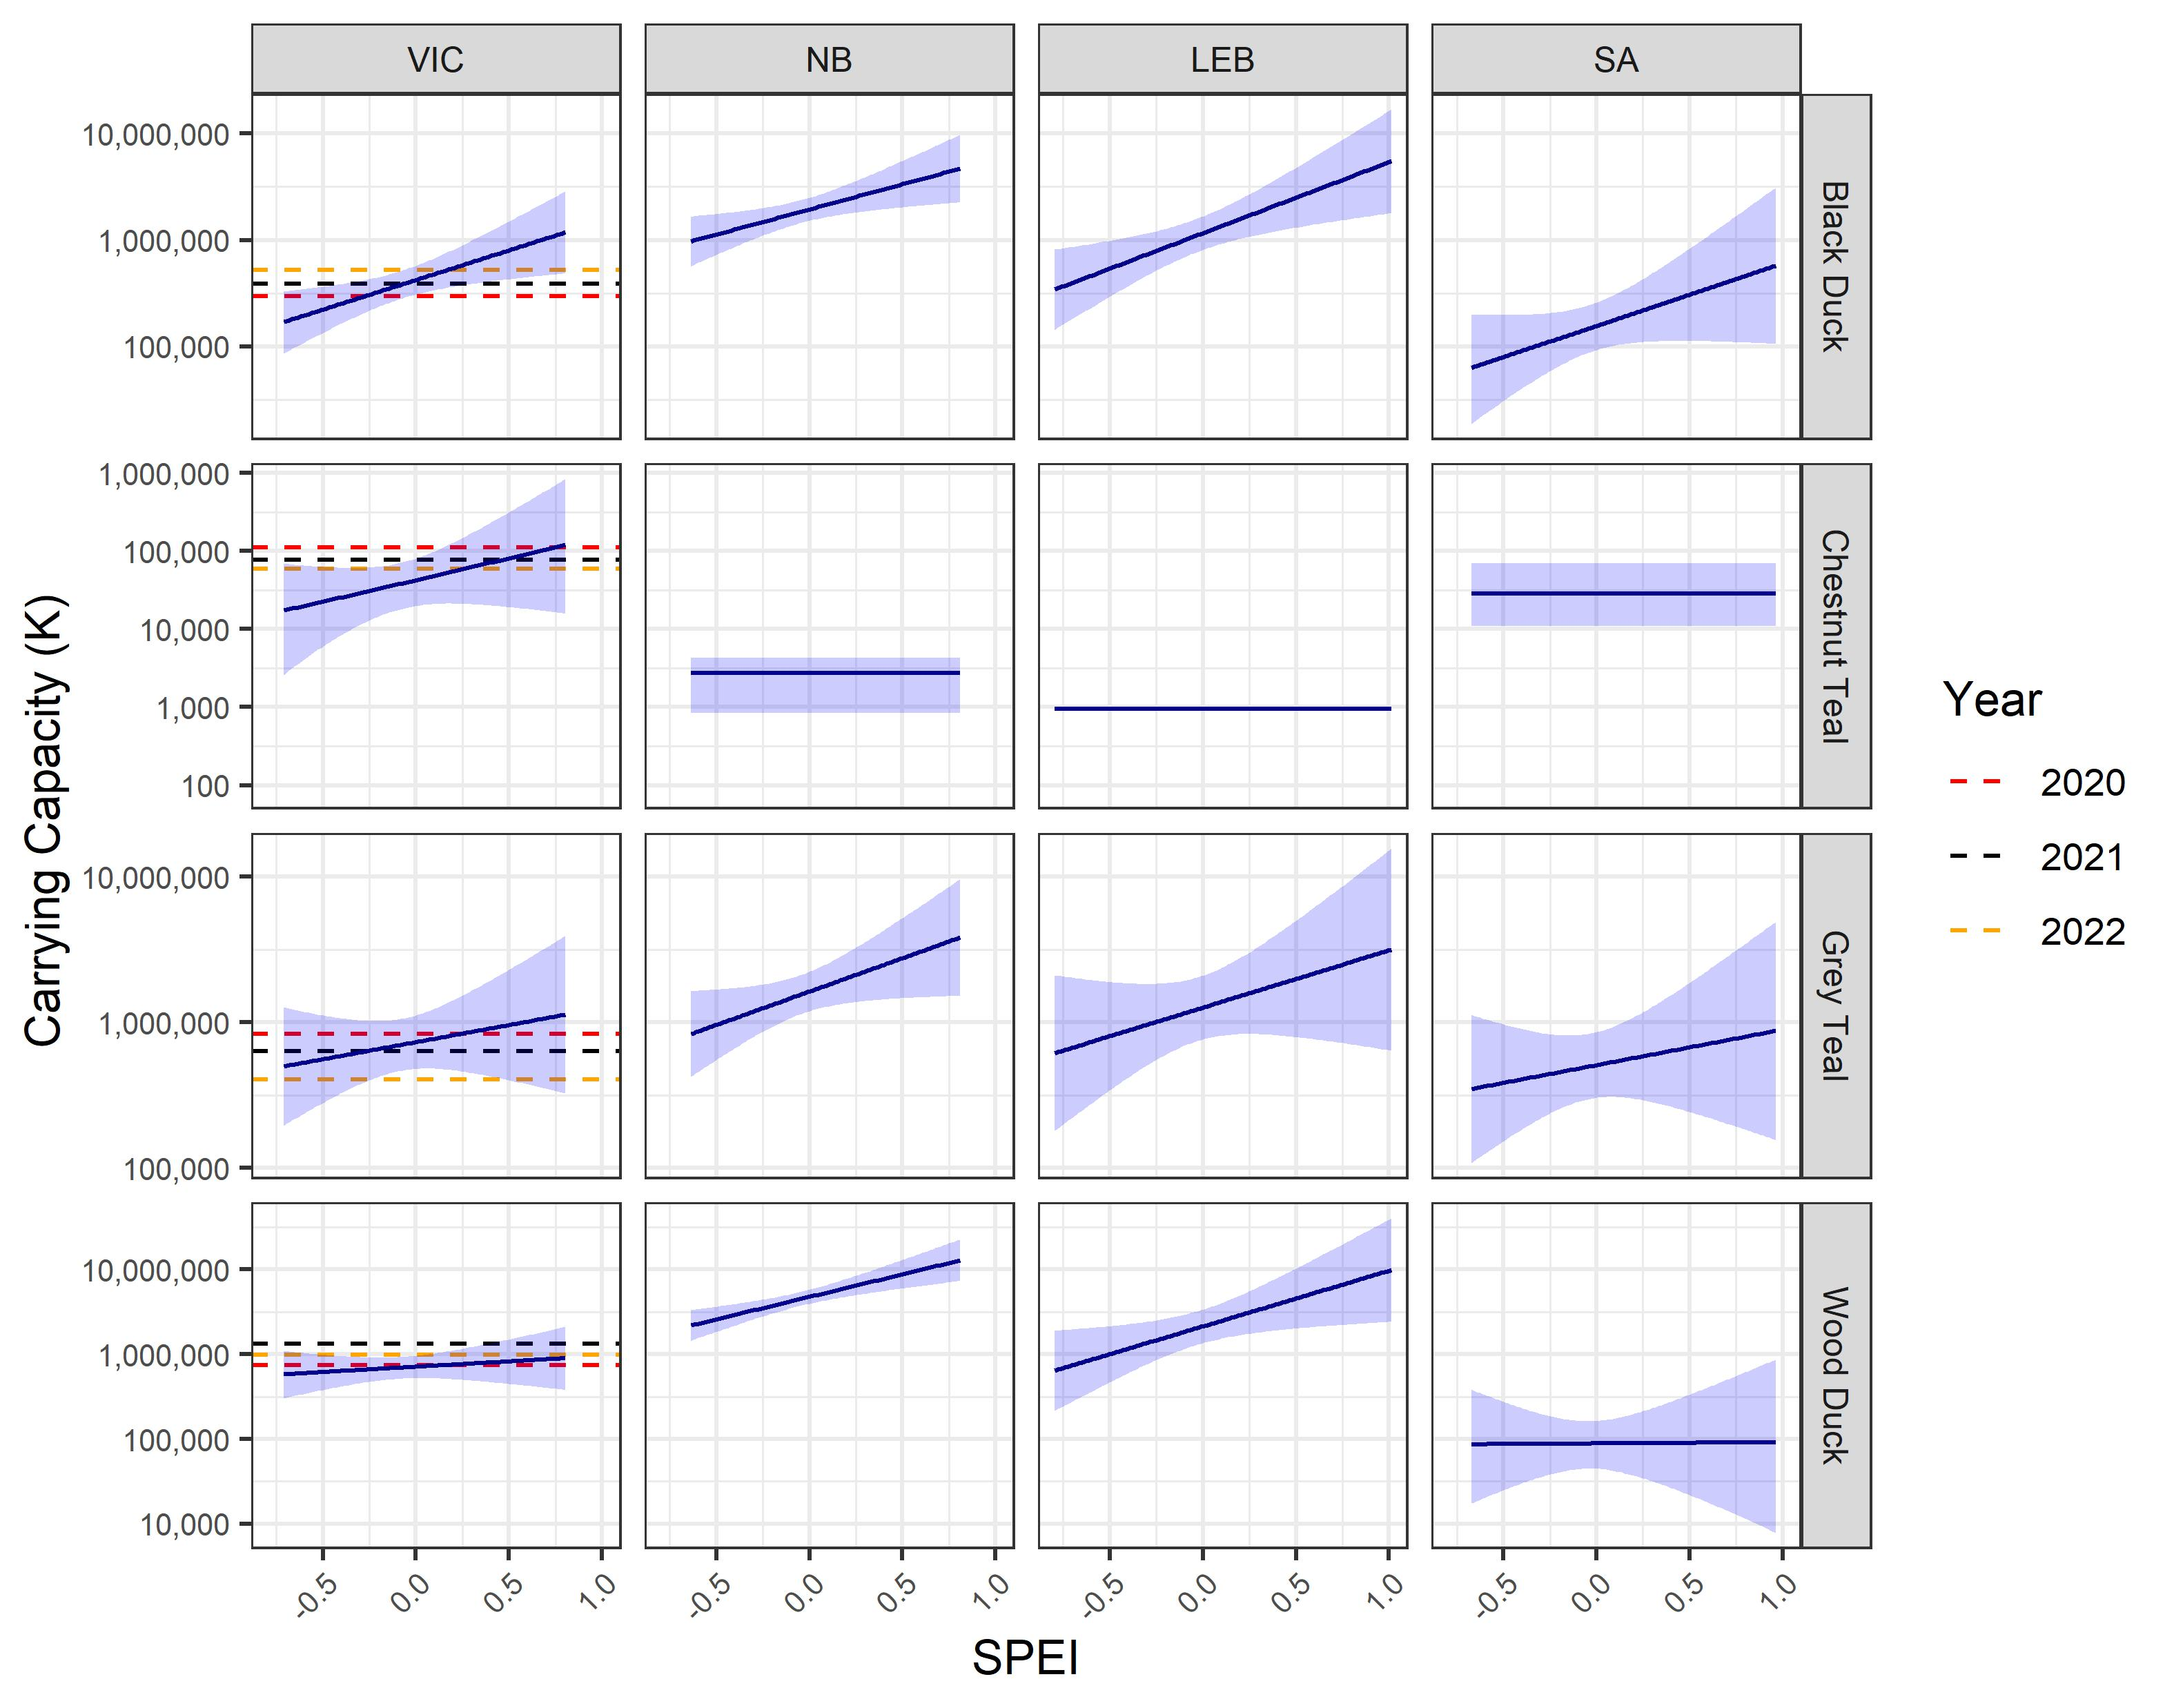 VIC
NB
LEB
SA
10,000,000
1,000,000
100,000
Black Duck
1,000,000
100,000
10,000
1,000
100
Chestnut Teal
10,000,000
1,000,000
100,000
Grey Teal
10,000,000
1,000,000
100,000
10,000
Wood Duck
-0.5 0.0 0.5 1.0
-0.5 0.0 0.5 1.0
-0.5 0.0 0.5 1.0
-0.5 0.0 0.5 1.0
SPEI
Carrying Capacity (K)
Year
2020
2021
2022